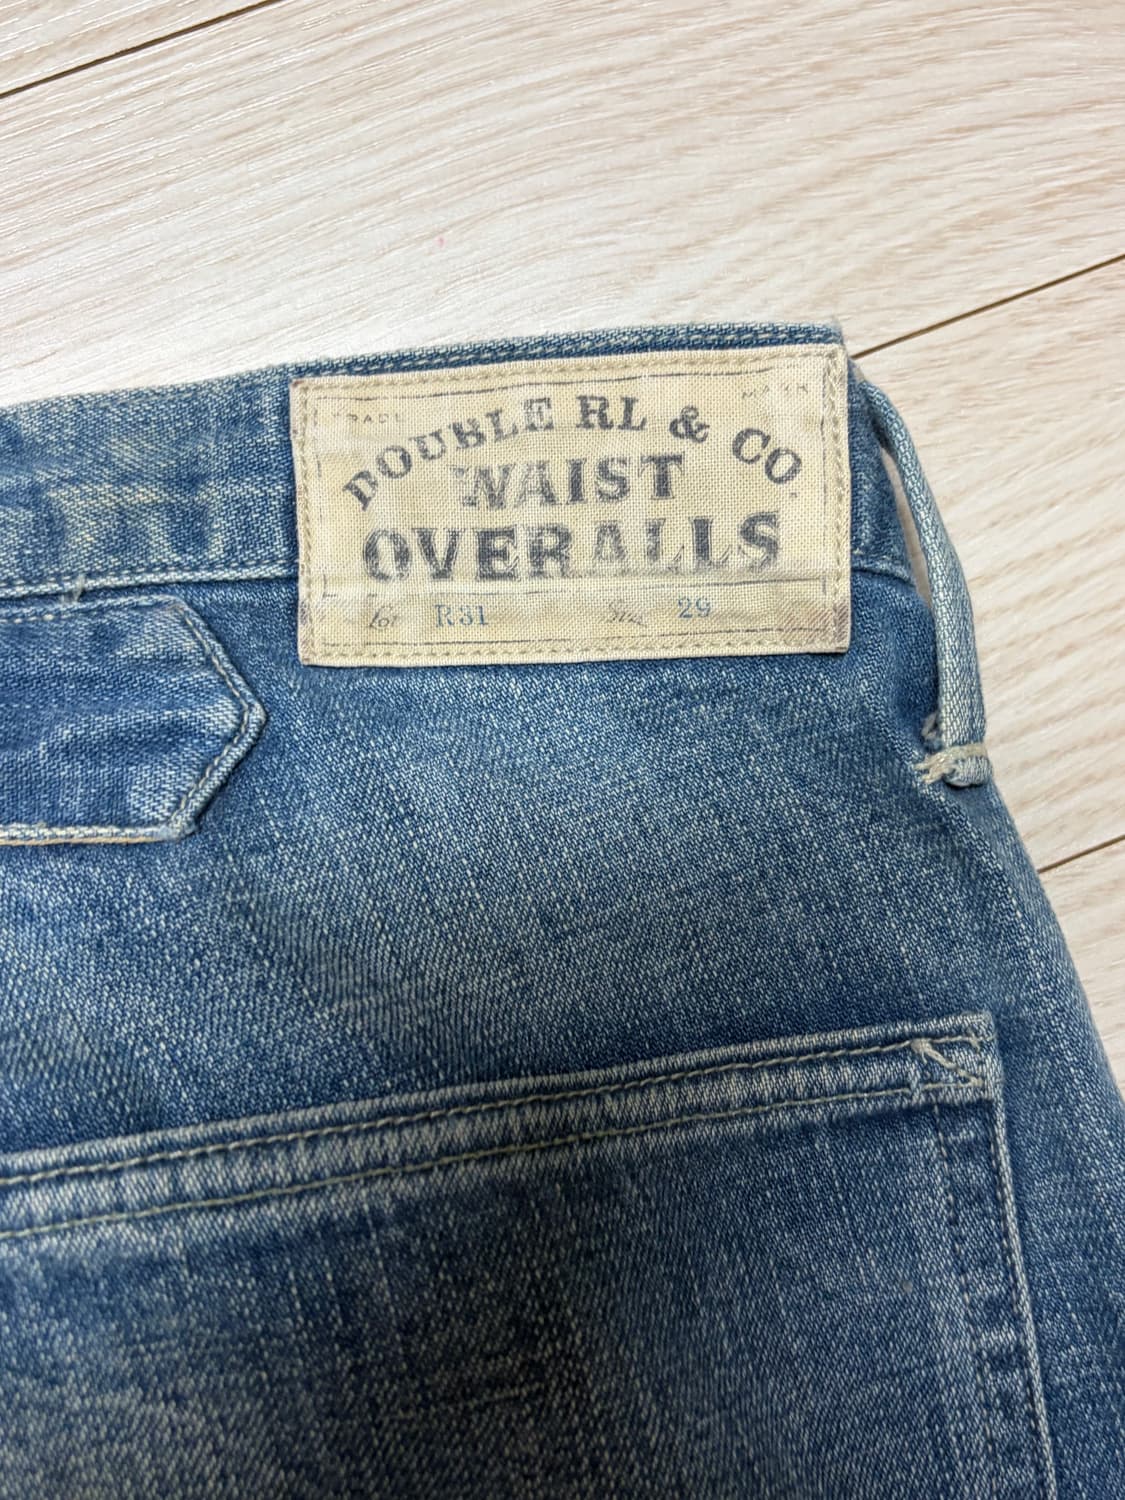 TRADE MARK
DOUBLE RL & CO.
WAIST
OVERALLS
Lot R31 Size 29